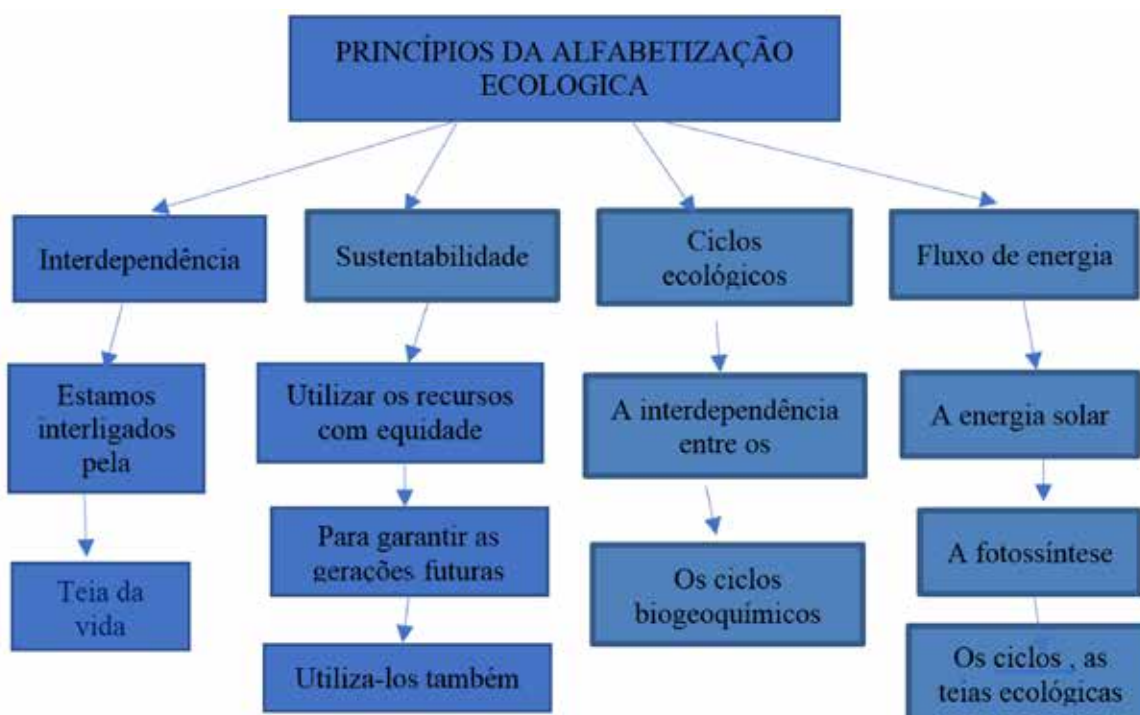 PRINCÍPIOS DA ALFABETIZAÇÃO
ECOLOGICA
Interdependência
Sustentabilidade
Ciclos
ecológicos
Fluxo de energia
Estamos
interligados
pela
Utilizar os recursos
com equidade
A interdependência
entre os
A energia solar
Teia da
vida
Para garantir as
gerações futuras
Os ciclos
biogeoquímicos
A fotossíntese
Utiliza-los também
Os ciclos , as
teias ecológicas